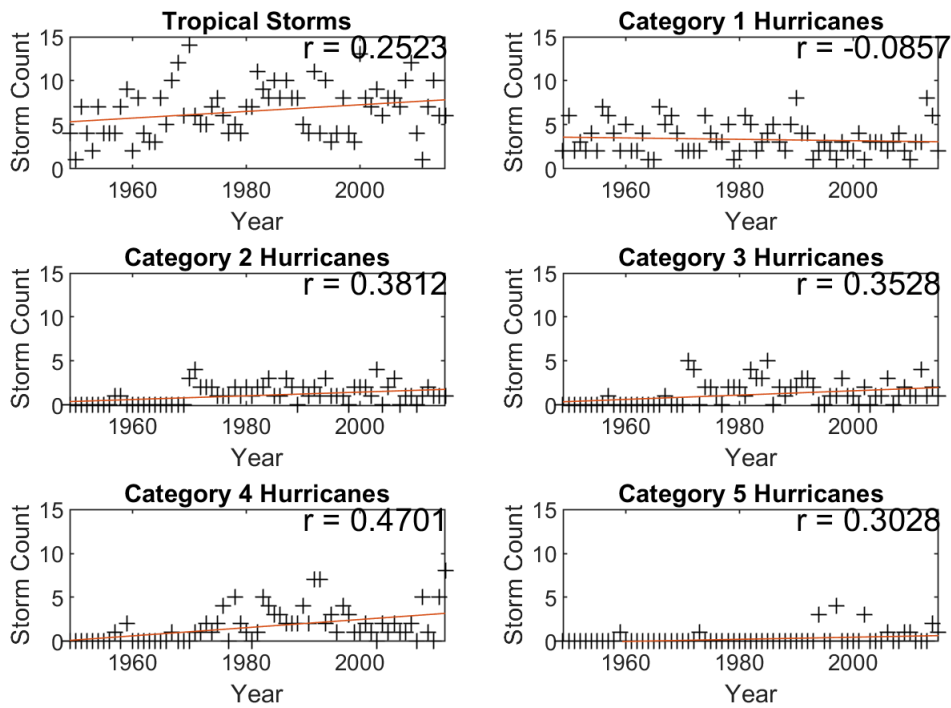 Tropical Storms
r = 0.2523
15
10
5
0
Storm Count
1960 1980 2000
Year
Category 1 Hurricanes
r = -0.0857
15
10
5
0
Storm Count
1960 1980 2000
Year
Category 2 Hurricanes
r = 0.3812
15
10
5
0
Storm Count
1960 1980 2000
Year
Category 3 Hurricanes
r = 0.3528
15
10
5
0
Storm Count
1960 1980 2000
Year
Category 4 Hurricanes
r = 0.4701
15
10
5
0
Storm Count
1960 1980 2000
Year
Category 5 Hurricanes
r = 0.3028
15
10
5
0
Storm Count
1960 1980 2000
Year